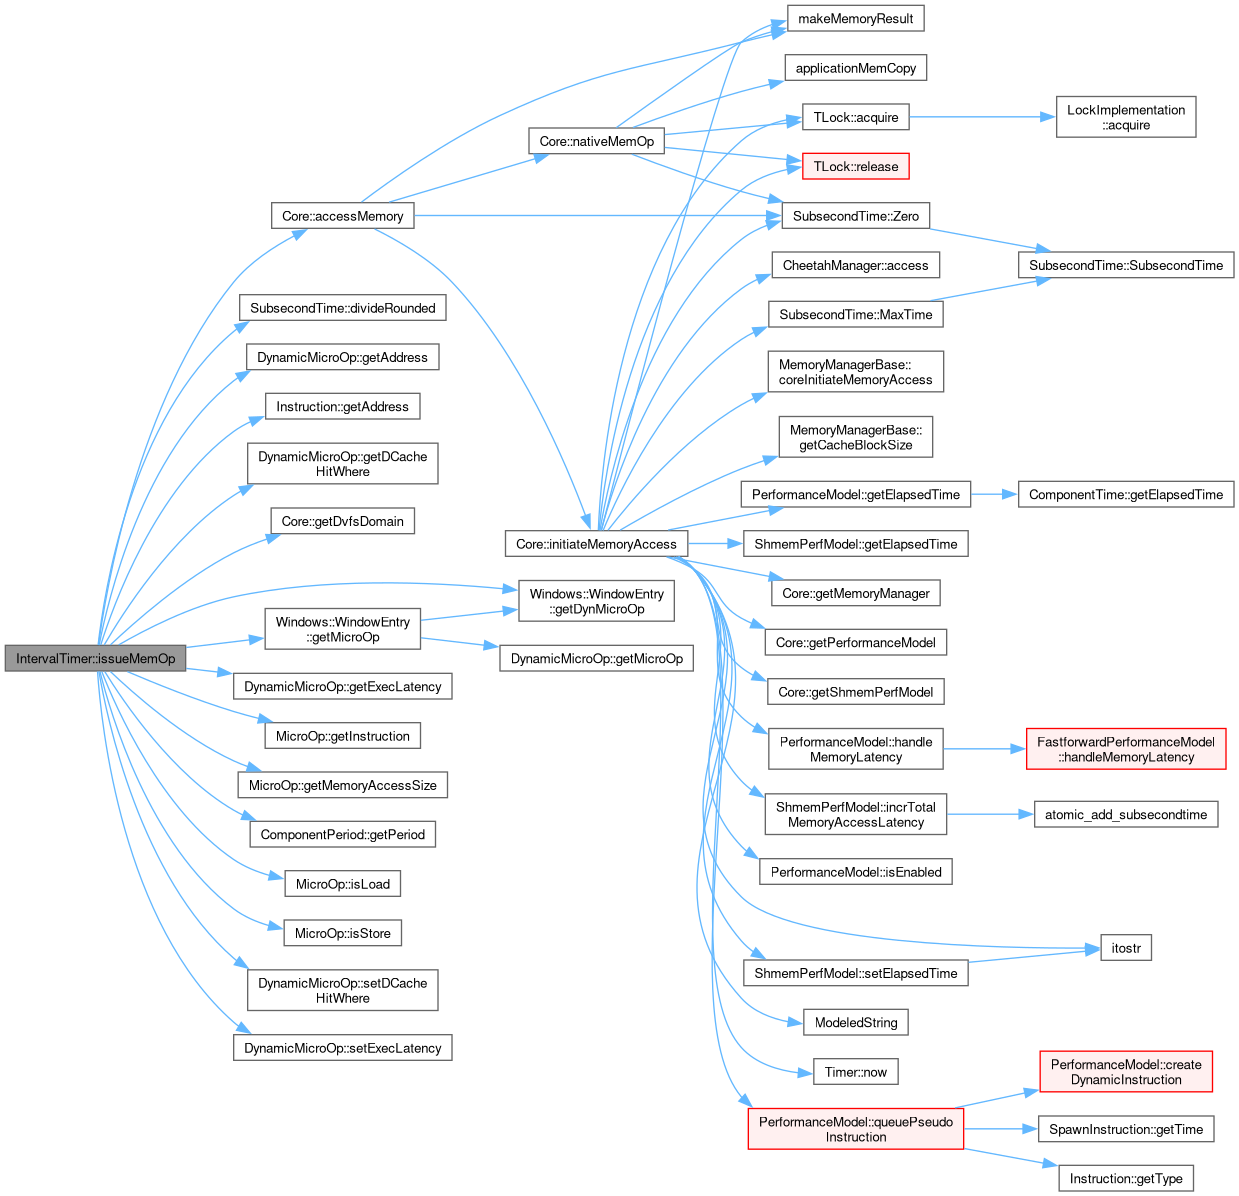 makeMemoryResult
applicationMemCopy
TLock::acquire
LockImplementation
::acquire
Core::nativeMemOp
TLock::release
Core::accessMemory
SubsecondTime::Zero
CheetahManager::access
SubsecondTime::SubsecondTime
SubsecondTime::divideRounded
SubsecondTime::MaxTime
DynamicMicroOp::getAddress
MemoryManagerBase::
coreInitiateMemoryAccess
Instruction::getAddress
MemoryManagerBase::
getCacheBlockSize
DynamicMicroOp::getDCache
HitWhere
PerformanceModel::getElapsedTime
ComponentTime::getElapsedTime
Core::getDvfsDomain
Core::initiateMemoryAccess
ShmemPerfModel::getElapsedTime
Windows::WindowEntry
::getDynMicroOp
Core::getMemoryManager
Windows::WindowEntry
::getMicroOp
Core::getPerformanceModel
IntervalTimer::issueMemOp
DynamicMicroOp::getMicroOp
DynamicMicroOp::getExecLatency
Core::getShmemPerfModel
MicroOp::getInstruction
PerformanceModel::handle
MemoryLatency
FastforwardPerformanceModel
::handleMemoryLatency
MicroOp::getMemoryAccessSize
ShmemPerfModel::incrTotal
MemoryAccessLatency
atomic_add_subsecondtime
ComponentPeriod::getPeriod
PerformanceModel::isEnabled
MicroOp::isLoad
MicroOp::isStore
itostr
DynamicMicroOp::setDCache
HitWhere
ShmemPerfModel::setElapsedTime
ModeledString
DynamicMicroOp::setExecLatency
Timer::now
PerformanceModel::create
DynamicInstruction
PerformanceModel::queuePseudo
Instruction
SpawnInstruction::getTime
Instruction::getType